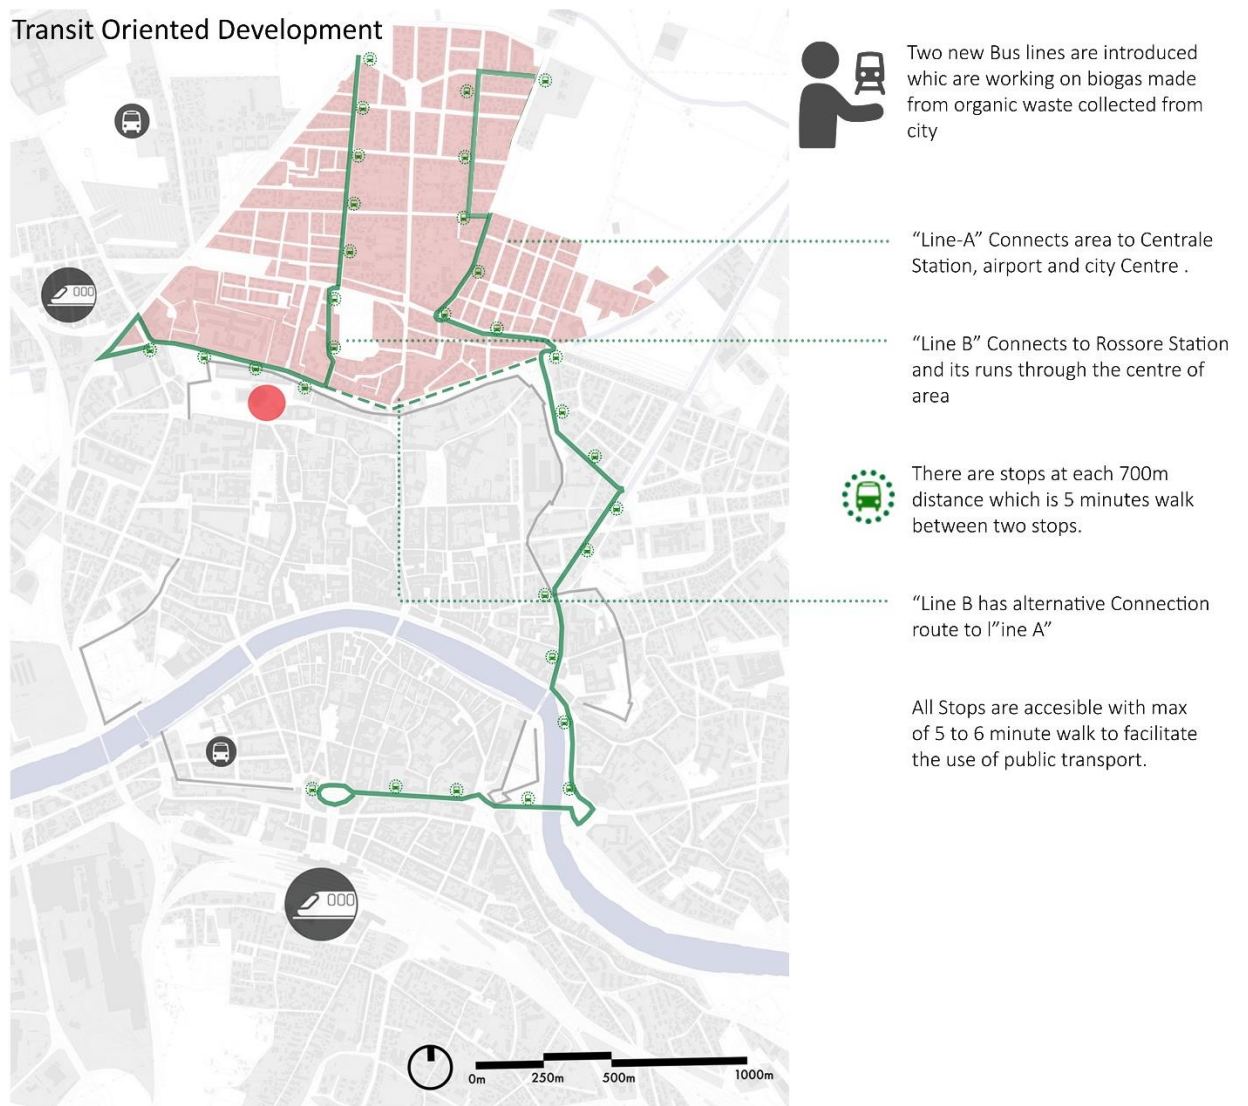 Transit Oriented Development
Two new Bus lines are introduced
whic are working on biogas made
from organic waste collected from
city
“Line-A” Connects area to Centrale
Station, airport and city Centre .
“Line B” Connects to Rossore Station
and its runs through the centre of
area
There are stops at each 700m
distance which is 5 minutes walk
between two stops.
“Line B has alternative Connection
route to l”ine A”
All Stops are accesible with max
of 5 to 6 minute walk to facilitate
the use of public transport.
0m 250m 500m 1000m